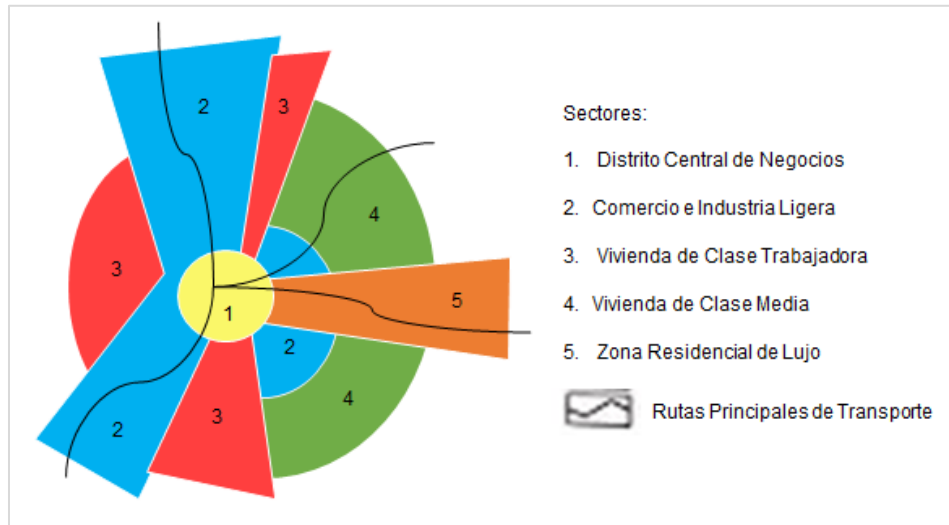 2
3
4
3
5
1
2
4
3
2
Sectores:
1. Distrito Central de Negocios
2. Comercio e Industria Ligera
3. Vivienda de Clase Trabajadora
4. Vivienda de Clase Media
5. Zona Residencial de Lujo
Rutas Principales de Transporte